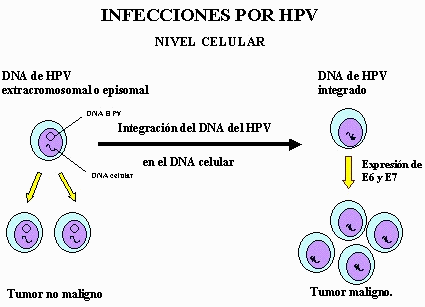 INFECCIONES POR HPV
NIVEL CELULAR
DNA de HPV
extracromosomal o episomal
DNA de HPV
integrado
DNA HPV
DNA celular
Integración del DNA del HPV
en el DNA celular
Expresión de
E6 y E7
Tumor no maligno
Tumor maligno.